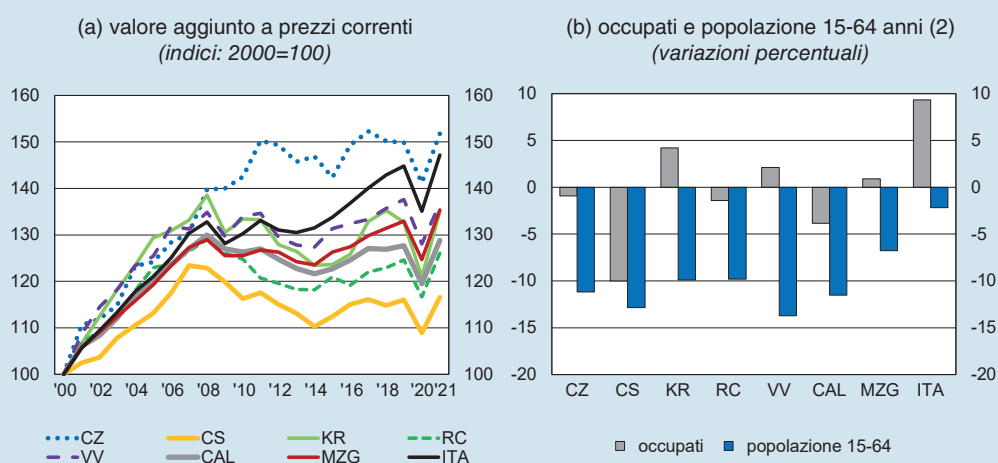 (a) valore aggiunto a prezzi correnti
(indici: 2000=100)
160 160
150 150
140 140
130 130
120 120
110 110
100 100
'00 '02 '04 '06 '08 '10 '12 '14 '16 '18 '20 '21
CZ CS KR RC
VV CAL MZG ITA
(b) occupati e popolazione 15-64 anni (2)
(variazioni percentuali)
10 10
5 5
0 0
-5 -5
-10 -10
-15 -15
-20 -20
CZ CS KR RC VV CAL MZG ITA
occupati popolazione 15-64